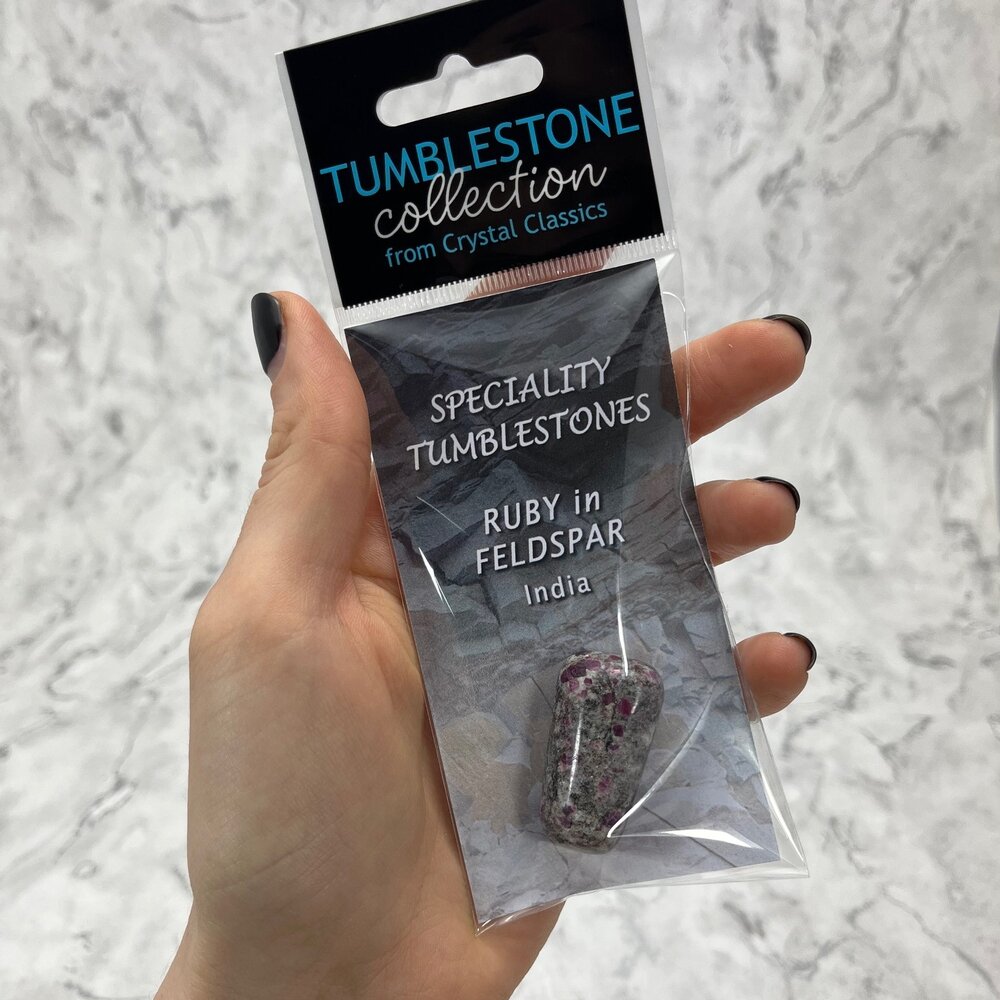 TUMBLESTONE
collection
from Crystal Classics
SPECIALITY
TUMBLESTONES
RUBY in
FELDSPAR
India